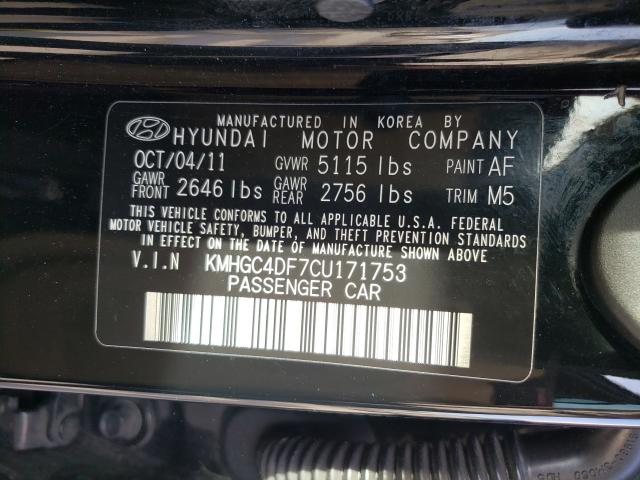 MANUFACTURED IN KOREA BY
HYUNDAI MOTOR COMPANY
OCT/04/11 GVWR 5115 lbs PAINT AF
GAWR FRONT 2646 lbs GAWR REAR 2756 lbs TRIM M5
THIS VEHICLE CONFORMS TO ALL APPLICABLE U.S.A. FEDERAL
MOTOR VEHICLE SAFETY, BUMPER, AND THEFT PREVENTION STANDARDS
IN EFFECT ON THE DATE OF MANUFACTURE SHOWN ABOVE.
V.I.N KMHGC4DF7CU171753
PASSENGER CAR